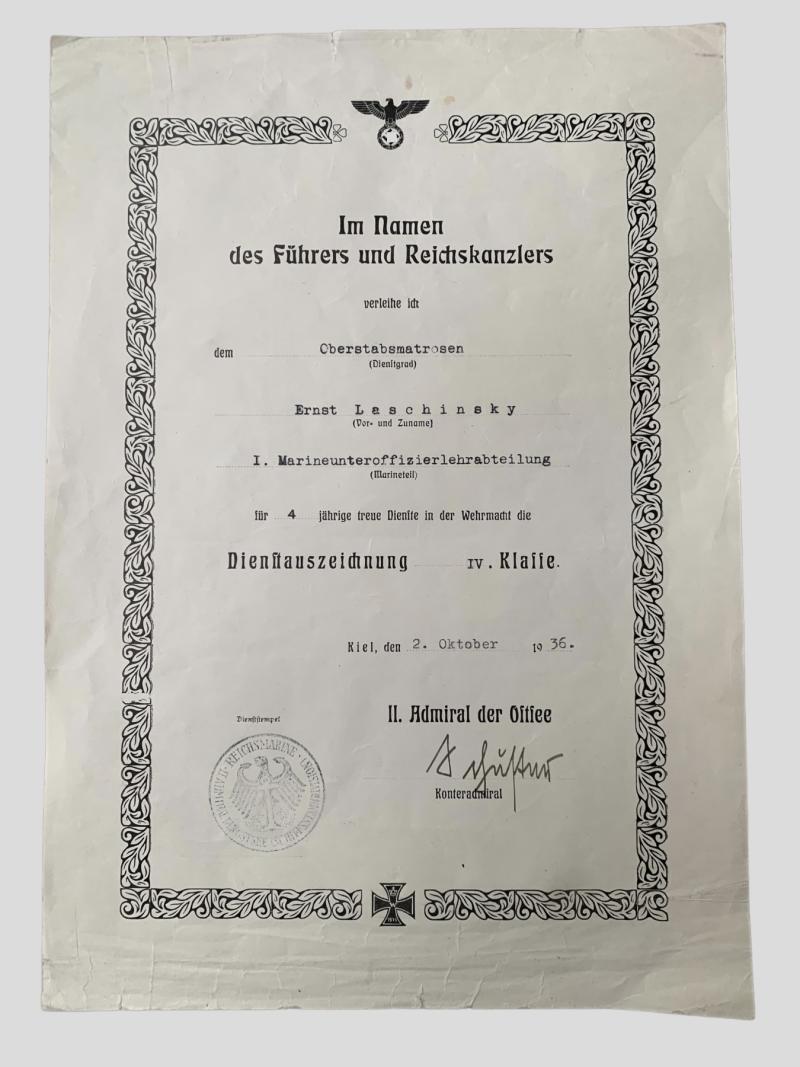 Im Namen
des Führers und Reichskanzlers
verleihe ich
dem Oberstabsmatrosen
(Dienstgrad)
Ernst Laschinsky
(Vor- und Zuname)
I. Marineunteroffizierlehrabteilung
(Marineteil)
für 4 jährige treue Dienste in der Wehrmacht die
Dienstauszeichnung IV. Klasse.
Kiel, den 2. Oktober 1936.
Dienststempel
II. Admiral der Ostsee
REICHSMARINE
Schuster
Konteradmiral